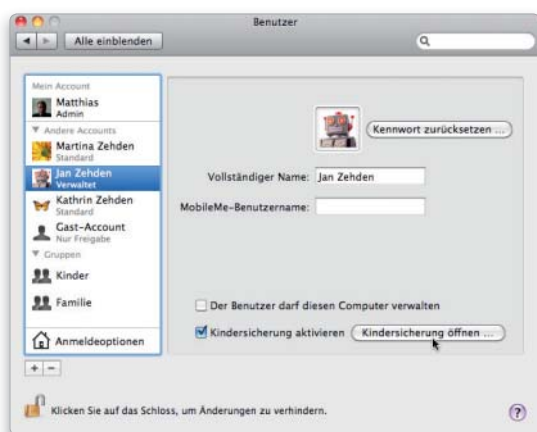 Benutzer
Alle einblenden
Mein Account
Matthias
Admin
Andere Accounts
Martina Zehden
Standard
Jan Zehden
Verwaltet
Kathrin Zehden
Standard
Gast-Account
Nur Freigabe
Gruppen
Kinder
Familie
Anmeldeoptionen
Kennwort zurücksetzen ...
Vollständiger Name: Jan Zehden
MobileMe-Benutzername:
Der Benutzer darf diesen Computer verwalten
Kindersicherung aktivieren Kindersicherung öffnen ...
Klicken Sie auf das Schloss, um Änderungen zu verhindern.
?